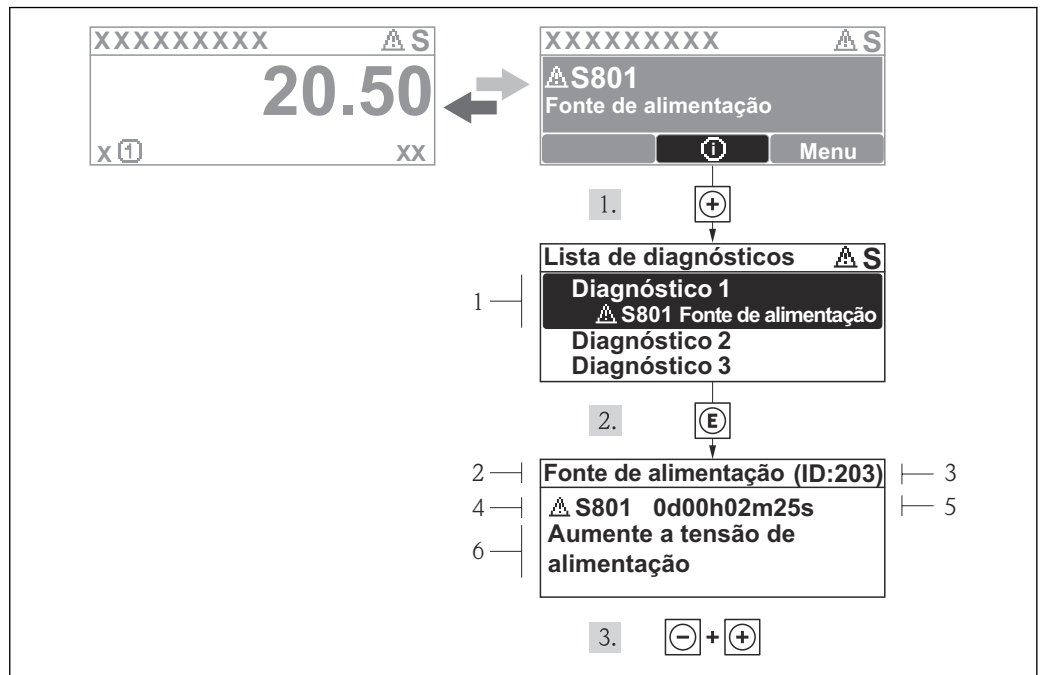 XXXXXXXXX ⚠ S
20.50
X 1 XX
XXXXXXXXX ⚠ S
⚠ S801
Fonte de alimentação
i Menu
1. +
Lista de diagnósticos ⚠ S
1
Diagnóstico 1
⚠ S801 Fonte de alimentação
Diagnóstico 2
Diagnóstico 3
2. E
2 Fonte de alimentação (ID:203) 3
4 ⚠ S801 0d00h02m25s 5
6 Aumente a tensão de
alimentação
3. - + +